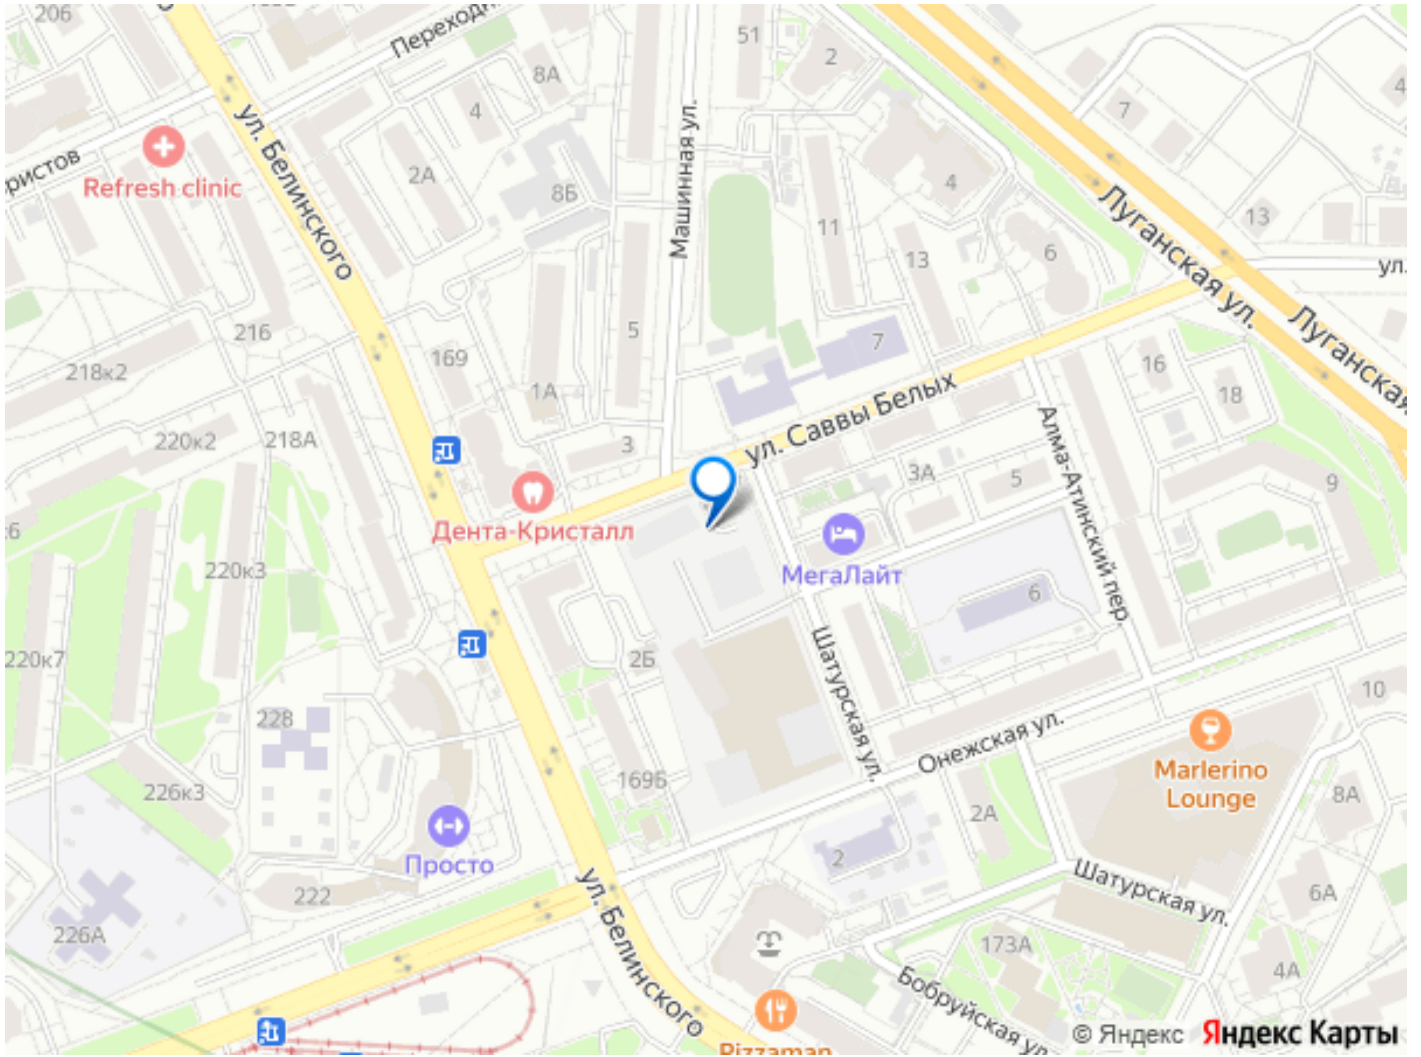 206
Переходн
8А
51
2
4
7
4
ул. Белинского
Машинная ул.
ристов
Refresh clinic
2А
8Б
4
Луганская ул.
11
13
13
6
ул.
5
Луганская
216
7
169
218к2
1А
16
18
ул. Саввы Белых
220к2
218А
3
Алма-Атинский пер.
3А
5
9
Дента-Кристалл
220к3
МегаЛайт
6
220к7
2Б
Шатурская ул.
10
228
Онежская ул.
169Б
226к3
Marlerino
Lounge
2А
8А
Просто
2
222
ул. Белинского
Шатурская ул.
6А
226А
173А
4А
Бобруйская ул.
Pizzaman
© Яндекс Яндекс Карты